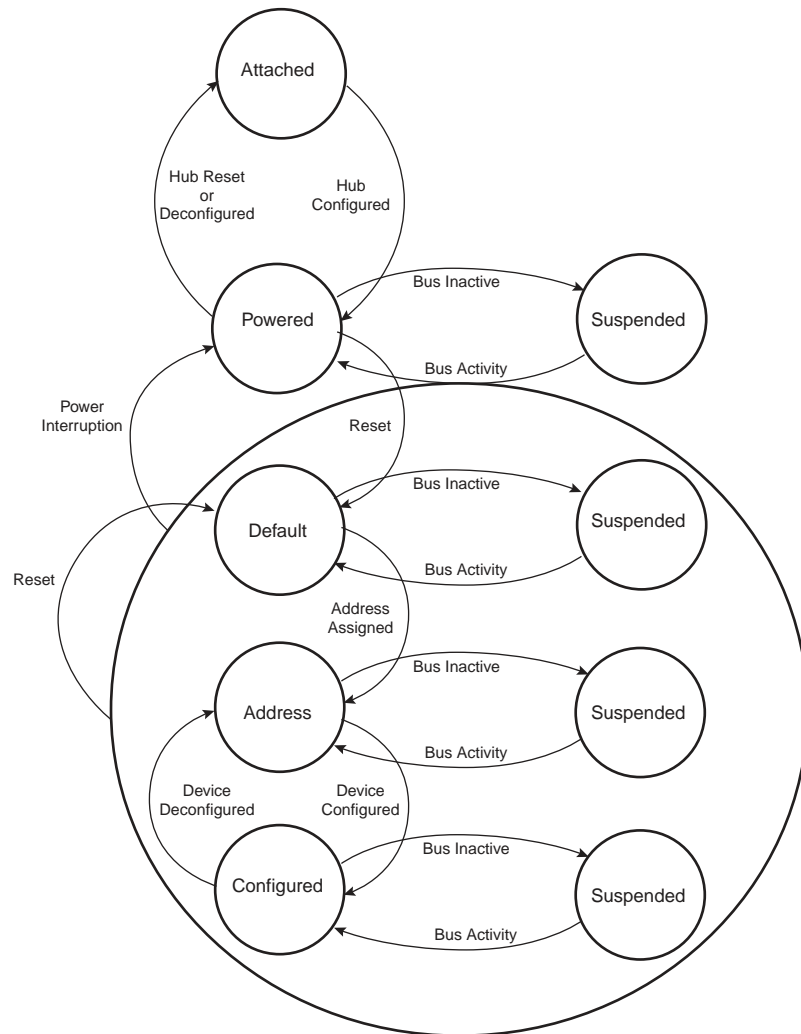 Attached
Hub Reset
or
Deconfigured
Hub
Configured
Bus Inactive
Powered
Suspended
Bus Activity
Power
Interruption
Reset
Bus Inactive
Default
Suspended
Bus Activity
Reset
Address
Assigned
Bus Inactive
Address
Suspended
Bus Activity
Device
Deconfigured
Device
Configured
Bus Inactive
Configured
Suspended
Bus Activity